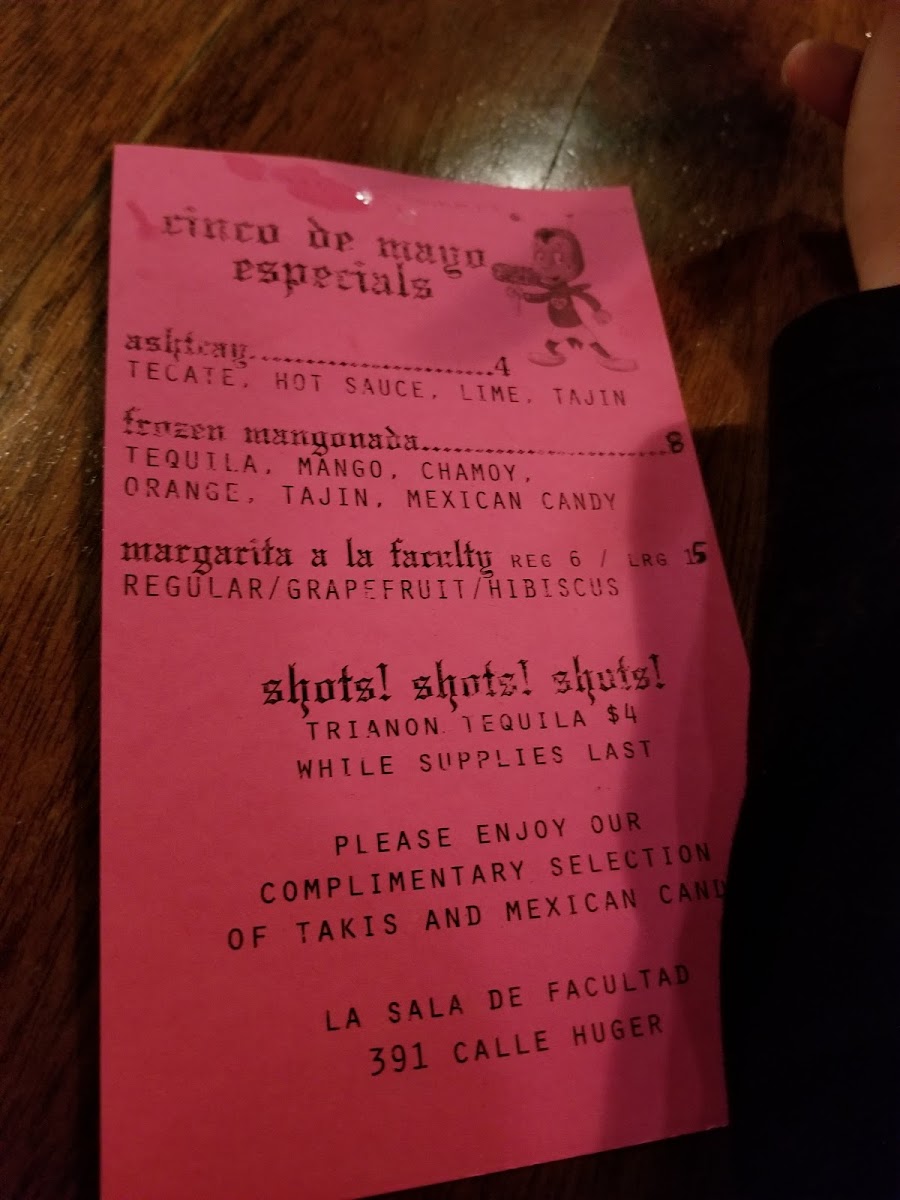 cinco de mayo
especials
ashtray..........................4
TECATE, HOT SAUCE, LIME, TAJIN
frozen mangonada..........................8
TEQUILA, MANGO, CHAMOY,
ORANGE, TAJIN, MEXICAN CANDY
margarita a la faculty REG 6 / LRG 15
REGULAR/GRAPEFRUIT/HIBISCUS
shots! shots! shots!
TRIANON TEQUILA $4
WHILE SUPPLIES LAST
PLEASE ENJOY OUR
COMPLIMENTARY SELECTION
OF TAKIS AND MEXICAN CAND
LA SALA DE FACULTAD
391 CALLE HUGER